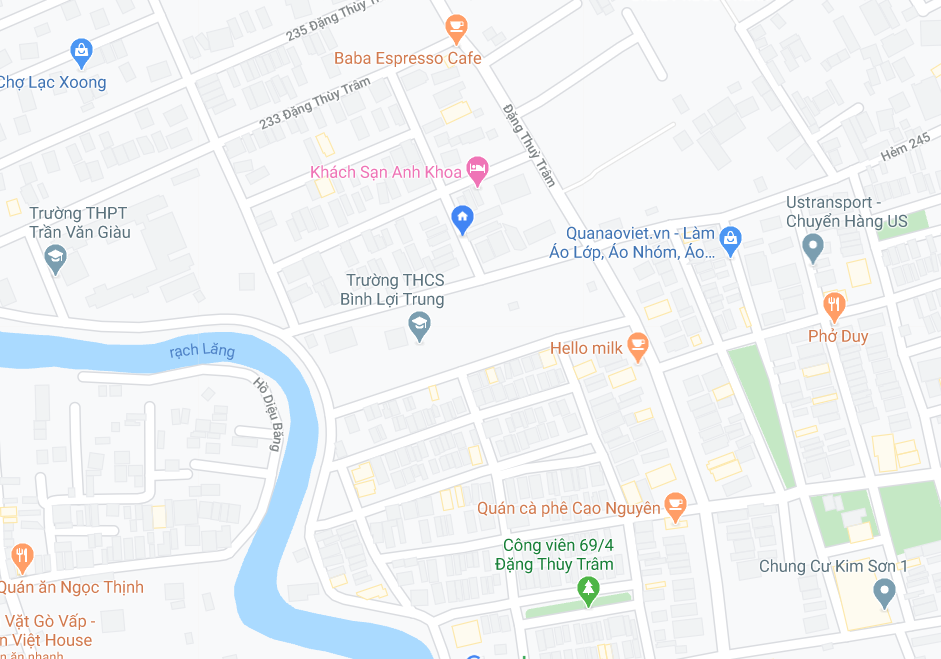 235 Đặng Thùy
Baba Espresso Cafe
Chợ Lạc Xoong
233 Đặng Thùy Trâm
Đặng Thuỳ Trâm
Hẻm 245
Khách Sạn Anh Khoa
Trường THPT
Trần Văn Giàu
Ustransport -
Chuyển Hàng US
Quanaoviet.vn - Làm
Áo Lớp, Áo Nhóm, Áo...
Trường THCS
Bình Lợi Trung
Phở Duy
Hello milk
rạch Lăng
Hồ Diệu Băng
Quán cà phê Cao Nguyên
Công viên 69/4
Đặng Thùy Trâm
Chung Cư Kim Sơn 1
Quán ăn Ngọc Thịnh
Vặt Gò Vấp -
n Việt House
n ăn nhanh